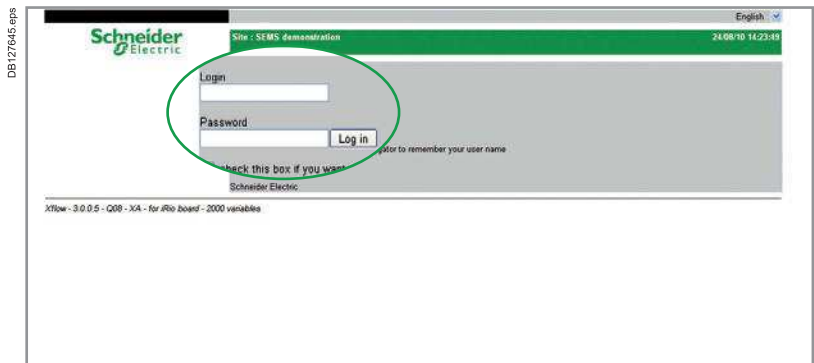 DB127645.eps
English
Schneider
Electric
Site : SEMS demonstration
24/08/10 14:23:49
Login
Password
Log in
gator to remember your user name
check this box if you want
Schneider Electric
Xflow - 3.0.0.5 - Q08 - XA - for iRio board - 2000 variables